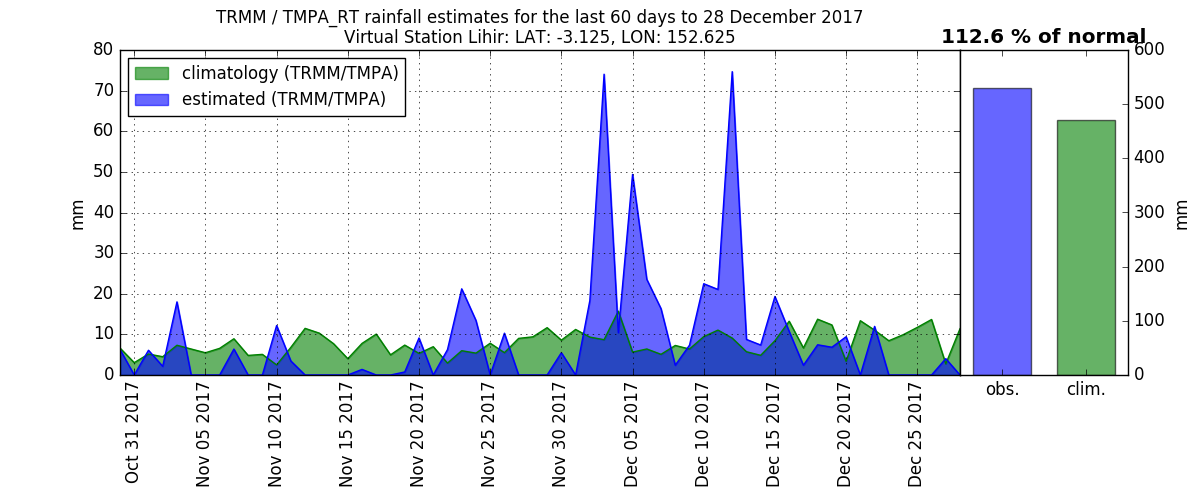 TRMM / TMPA_RT rainfall estimates for the last 60 days to 28 December 2017
Virtual Station Lihir: LAT: -3.125, LON: 152.625
112.6 % of normal
climatology (TRMM/TMPA)
estimated (TRMM/TMPA)
mm
80
70
60
50
40
30
20
10
0
Oct 31 2017
Nov 05 2017
Nov 10 2017
Nov 15 2017
Nov 20 2017
Nov 25 2017
Nov 30 2017
Dec 05 2017
Dec 10 2017
Dec 15 2017
Dec 20 2017
Dec 25 2017
obs.
clim.
600
500
400
300
200
100
0
mm